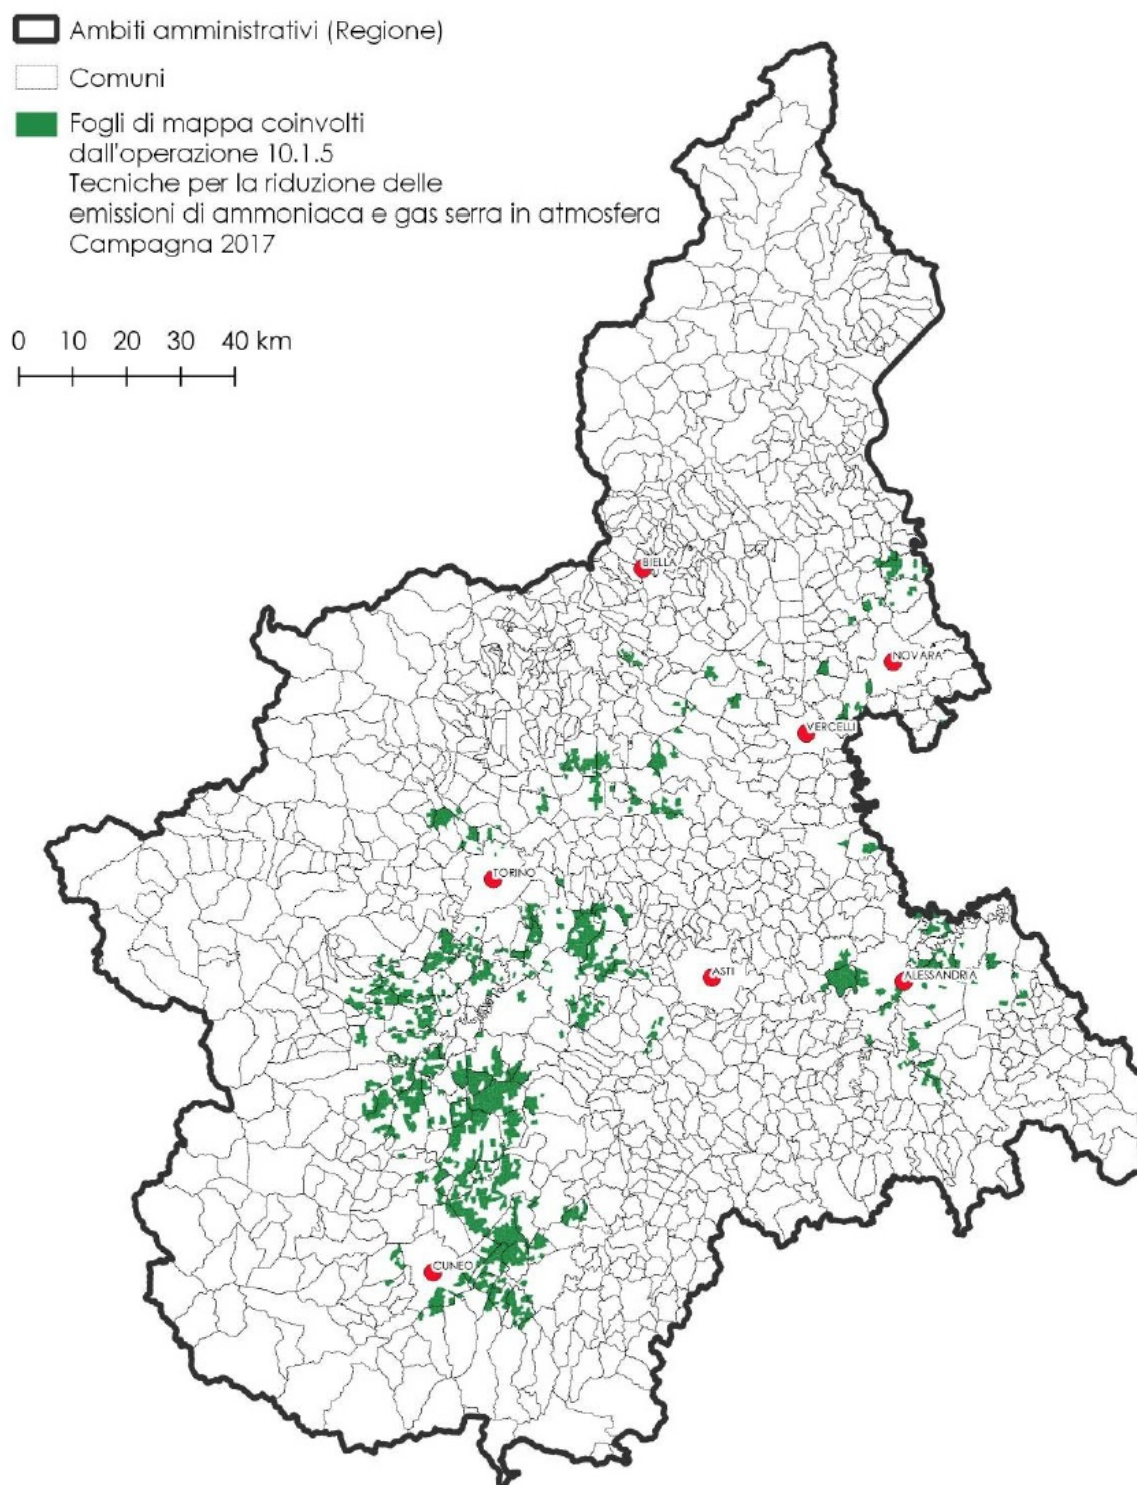 Ambiti amministrativi (Regione)
Comuni
Fogli di mappa coinvolti
dall'operazione 10.1.5
Tecniche per la riduzione delle
emissioni di ammoniaca e gas serra in atmosfera
Campagna 2017
0 10 20 30 40 km
BIELLA
NOVARA
VERCELLI
TORINO
ASTI
ALESSANDRIA
CUNEO